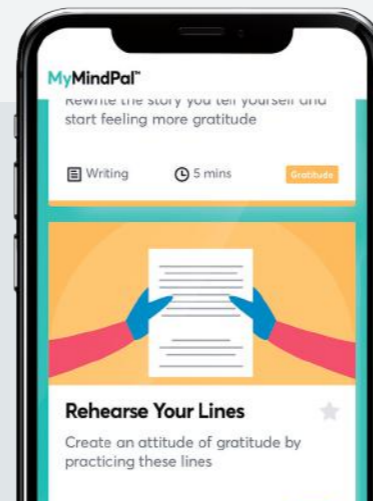 MyMindPal™
Rewrite the story you tell yourself and
start feeling more gratitude
Writing
5 mins
Gratitude
Rehearse Your Lines
Create an attitude of gratitude by
practicing these lines